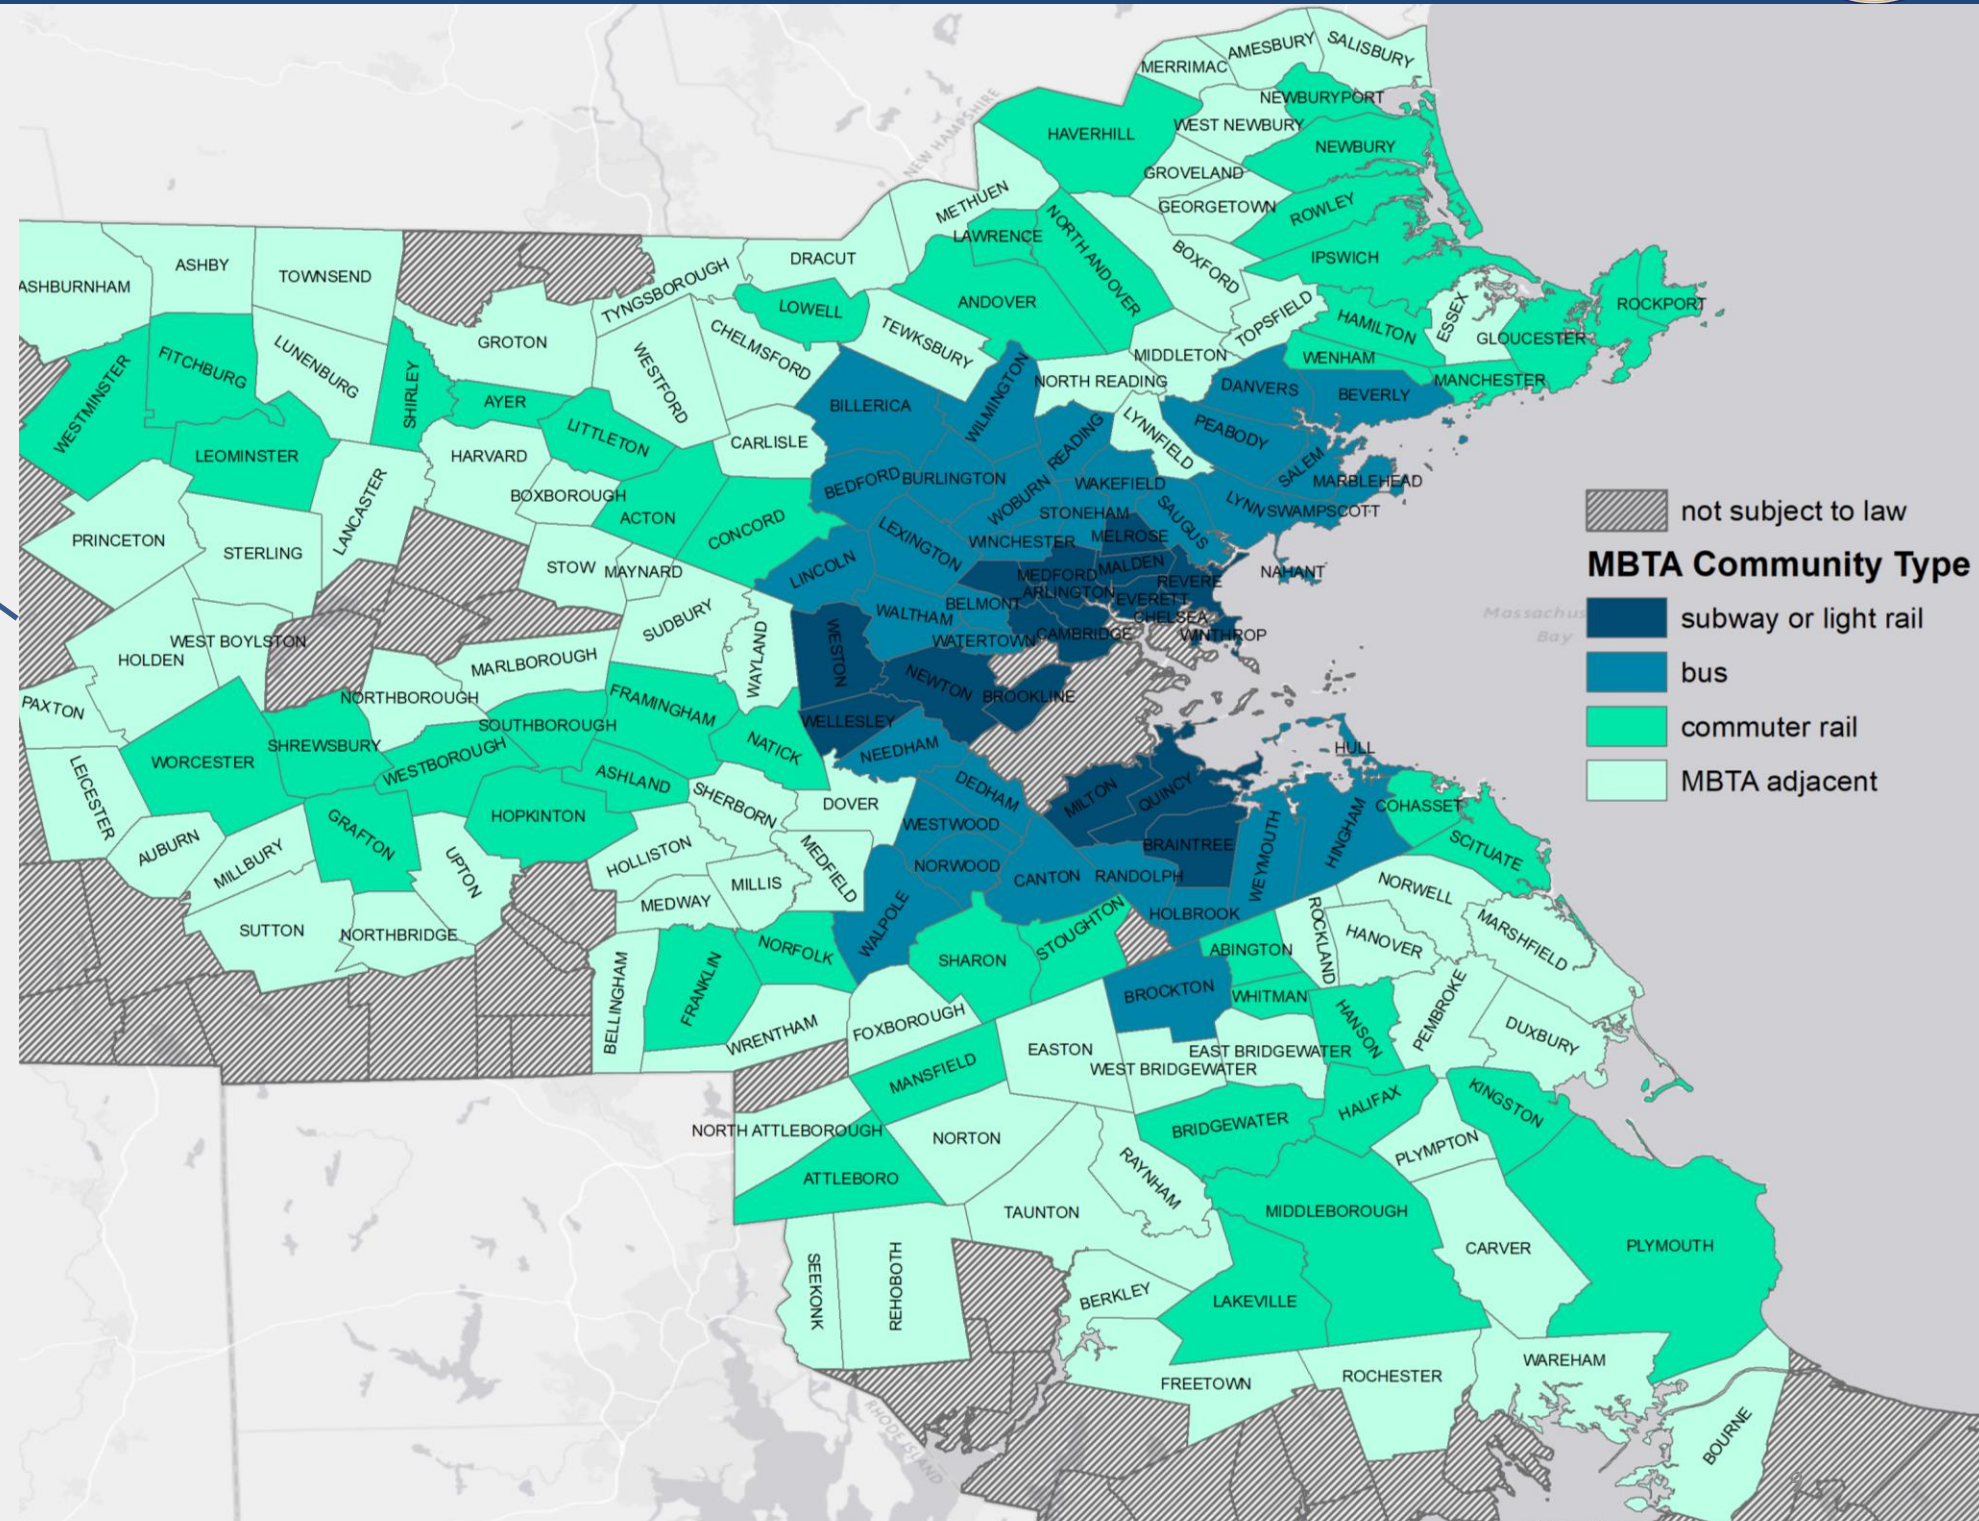 SALISBURY
AMESBURY
MERRIMAC
NEWBURYPORT
HAVERHILL
WEST NEWBURY
NEWBURY
NEW HAMPSHIRE
GROVELAND
METHUEN
GEORGETOWN
ROWLEY
LAWRENCE
NORTH ANDOVER
BOXFORD
IPSWICH
ASHBURNHAM
ASHBY
TOWNSEND
TYNGSBOROUGH
DRACUT
LOWELL
ANDOVER
TOPSFIELD
HAMILTON
ESSEX
ROCKPORT
GLOUCESTER
GROTON
CHELMSFORD
TEWKSBURY
MIDDLETON
WENHAM
FITCHBURG
LUNENBURG
WESTFORD
NORTH READING
DANVERS
BEVERLY
MANCHESTER
WESTMINSTER
SHIRLEY
AYER
BILLERICA
WILMINGTON
LITTLETON
CARLISLE
READING
LYNNFIELD
PEABODY
LEOMINSTER
HARVARD
SALEM
MARBLEHEAD
BEDFORD
BURLINGTON
WAKEFIELD
BOXBOROUGH
WOBURN
LYNN
SWAMPSCOTT
not subject to law
LANCASTER
ACTON
CONCORD
STONEHAM
SAUGUS
PRINCETON
STERLING
LEXINGTON
WINCHESTER
MELROSE
STOW
MAYNARD
LINCOLN
MEDFORD
MALDEN
REVERE
NAHANT
MBTA Community Type
ARLINGTON
EVERETT
BELMONT
WALTHAM
CHELSEA
Massachus
Bay
subway or light rail
SUDBURY
WATERTOWN
CAMBRIDGE
WINTHROP
WEST BOYLSTON
HOLDEN
MARLBOROUGH
WAYLAND
WESTON
NEWTON
BROOKLINE
bus
PAXTON
NORTHBOROUGH
FRAMINGHAM
SOUTHBOROUGH
WELLESLEY
commuter rail
WORCESTER
SHREWSBURY
WESTBOROUGH
NATICK
NEEDHAM
HULL
LEICESTER
ASHLAND
SHERBORN
DOVER
DEDHAM
MILTON
QUINCY
MBTA adjacent
COHASSET
HOPKINTON
WESTWOOD
AUBURN
MILLBURY
GRAFTON
UPTON
HOLLISTON
MEDFIELD
NORWOOD
BRAINTREE
WEYMOUTH
HINGHAM
SCITUATE
MILLIS
CANTON
RANDOLPH
MEDWAY
WALPOLE
HOLBROOK
NORWELL
SUTTON
NORTHBRIDGE
NORFOLK
STOUGHTON
ROCKLAND
HANOVER
MARSHFIELD
SHARON
ABINGTON
BELLINGHAM
FRANKLIN
BROCKTON
WHITMAN
HANSON
PEMBROKE
WRENTHAM
FOXBOROUGH
DUXBURY
EASTON
EAST BRIDGEWATER
WEST BRIDGEWATER
MANSFIELD
HALIFAX
KINGSTON
NORTH ATTLEBOROUGH
NORTON
BRIDGEWATER
PLYMPTON
ATTLEBORO
RAYNHAM
TAUNTON
MIDDLEBOROUGH
CARVER
PLYMOUTH
SEEKONK
REHOBOTH
BERKLEY
LAKEVILLE
FREETOWN
ROCHESTER
WAREHAM
RHODE ISLAND
BOURNE